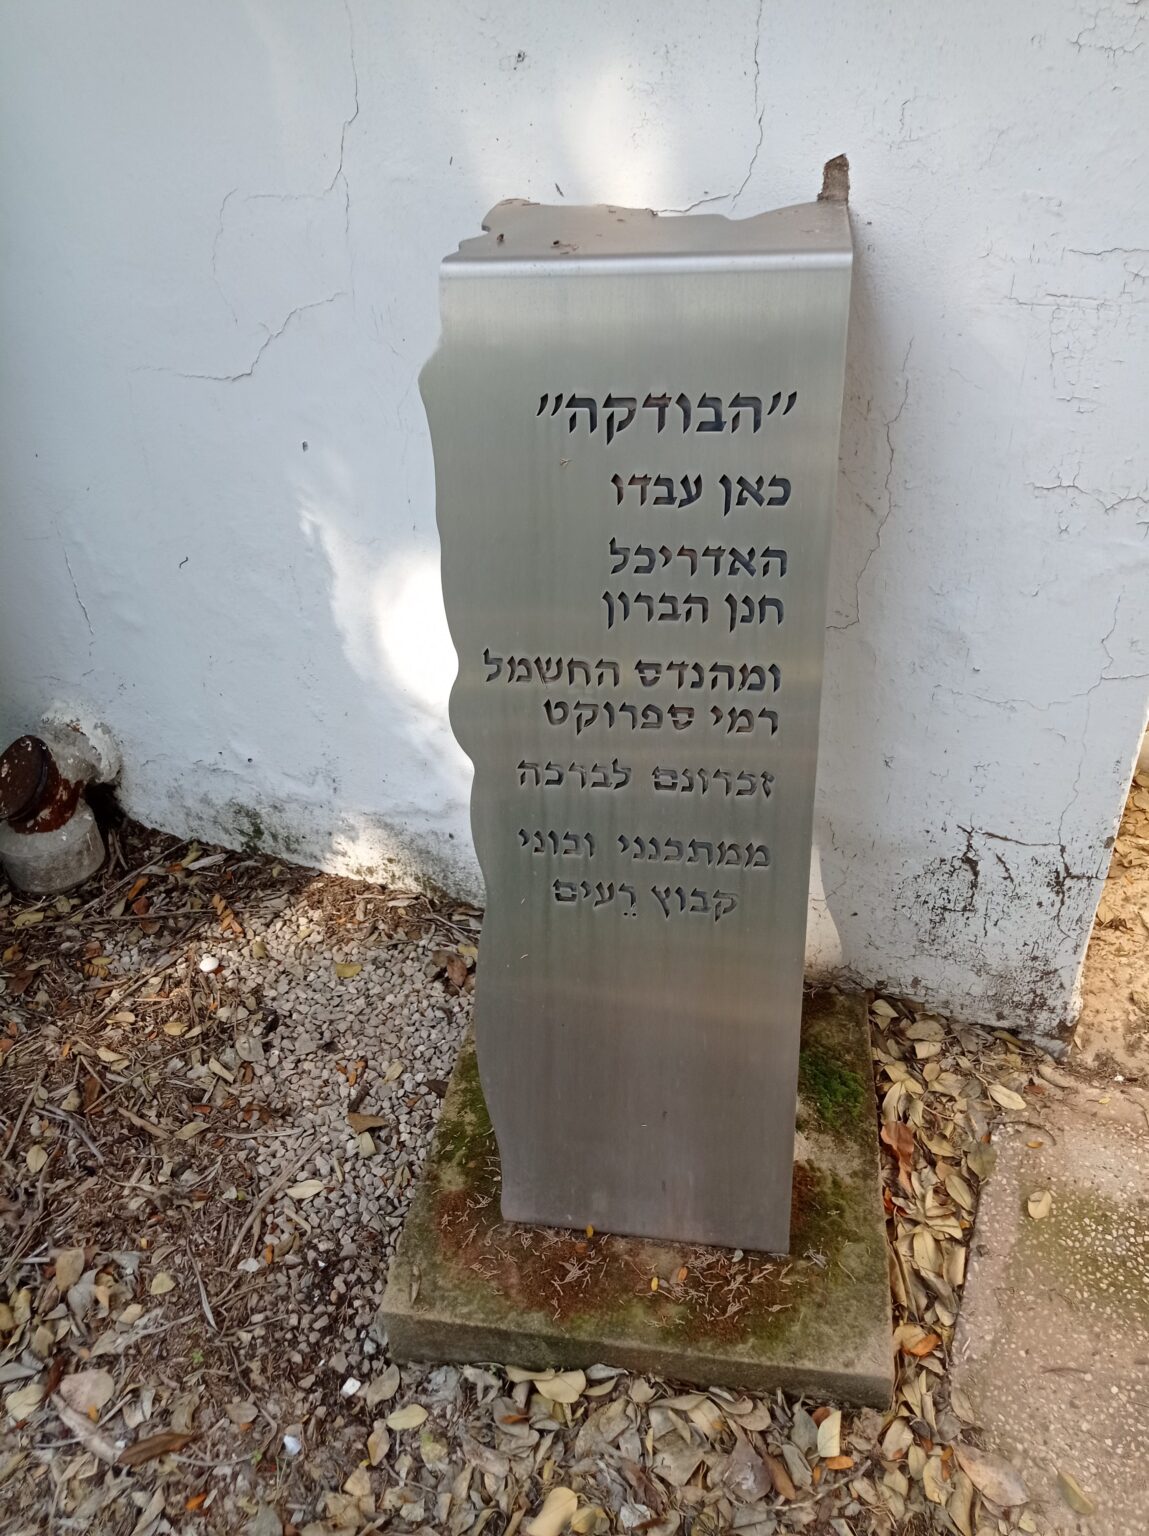 "הבודקה"
כאן עבדו
האדריכל
חנן הברון
ומהנדס החשמל
רמי ספרוקט
זכרונם לברכה
ממתכנני ובוני
קבוץ רֵעים